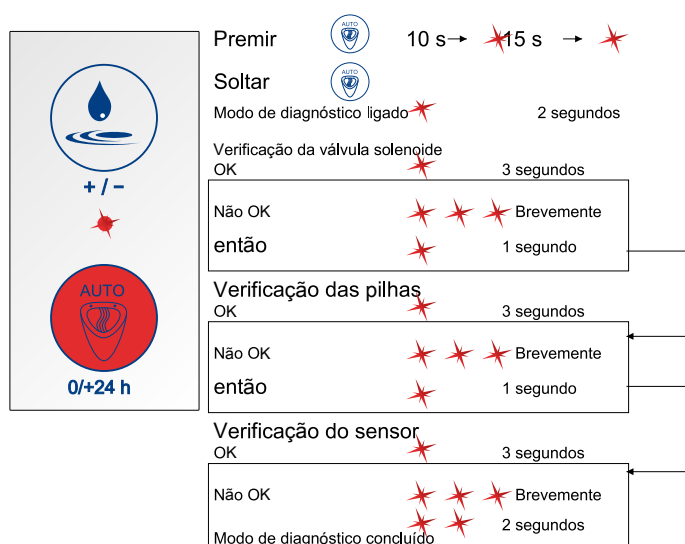 + / –
AUTO
0/+24 h
Premir AUTO 10 s→ 15 s →
Soltar AUTO
Modo de diagnóstico ligado 2 segundos
Verificação da válvula solenoide
OK 3 segundos
Não OK Brevemente
então 1 segundo
Verificação das pilhas
OK 3 segundos
Não OK Brevemente
então 1 segundo
Verificação do sensor
OK 3 segundos
Não OK Brevemente
2 segundos
Modo de diagnóstico concluído